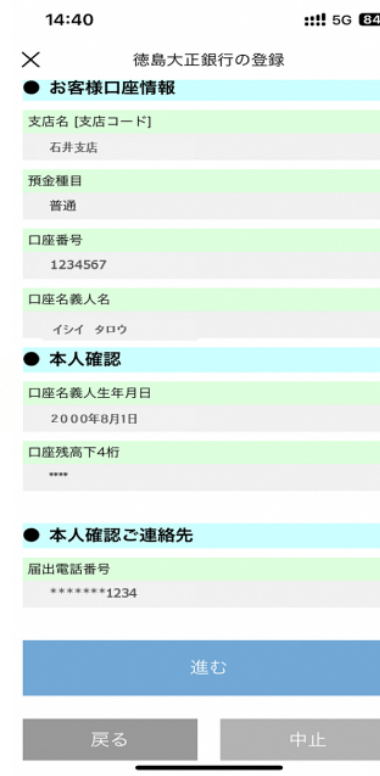 14:40 5G 84
× 徳島大正銀行の登録
● お客様口座情報
支店名 [支店コード]
石井支店
預金種目
普通
口座番号
1234567
口座名義人名
イシイ タロウ
● 本人確認
口座名義人生年月日
2000年8月1日
口座残高下4桁
****
● 本人確認ご連絡先
届出電話番号
*******1234
進む
戻る 中止